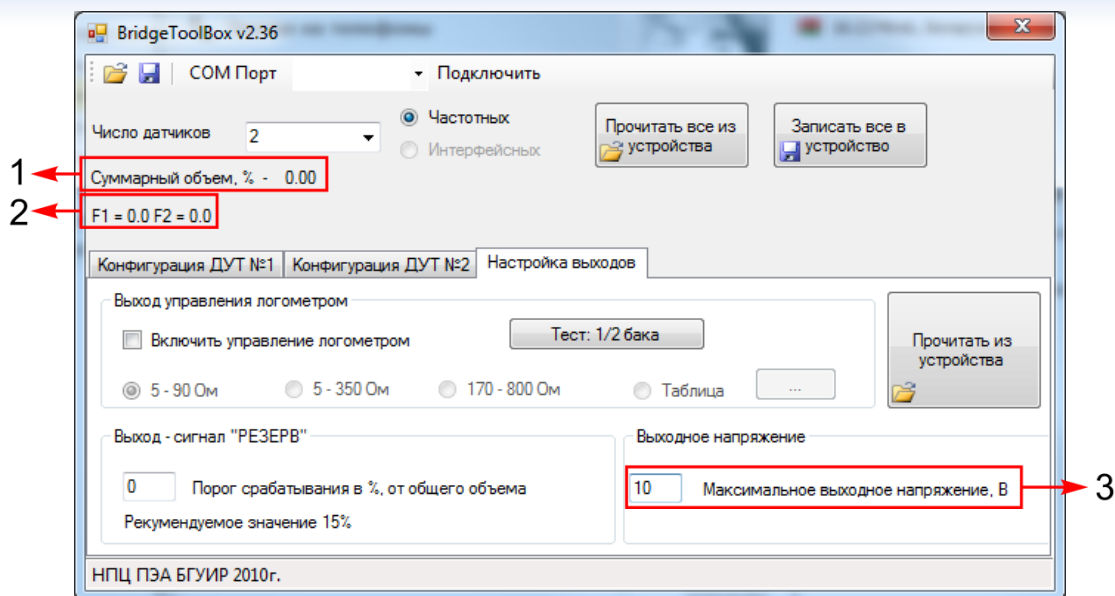 BridgeToolBox v2.36
COM Порт
Подключить
Число датчиков
2
Частотных
Интерфейсных
Прочитать все из
устройства
Записать все в
устройство
1
Суммарный объем, % - 0.00
2
F1 = 0.0 F2 = 0.0
Конфигурация ДУТ №1
Конфигурация ДУТ №2
Настройка выходов
Выход управления логометром
Включить управление логометром
Тест: 1/2 бака
5 - 90 Ом
5 - 350 Ом
170 - 800 Ом
Таблица
...
Прочитать из
устройства
Выход - сигнал "РЕЗЕРВ"
0
Порог срабатывания в %, от общего объема
Рекомендуемое значение 15%
Выходное напряжение
10
Максимальное выходное напряжение, В
3
НПЦ ПЭА БГУИР 2010г.